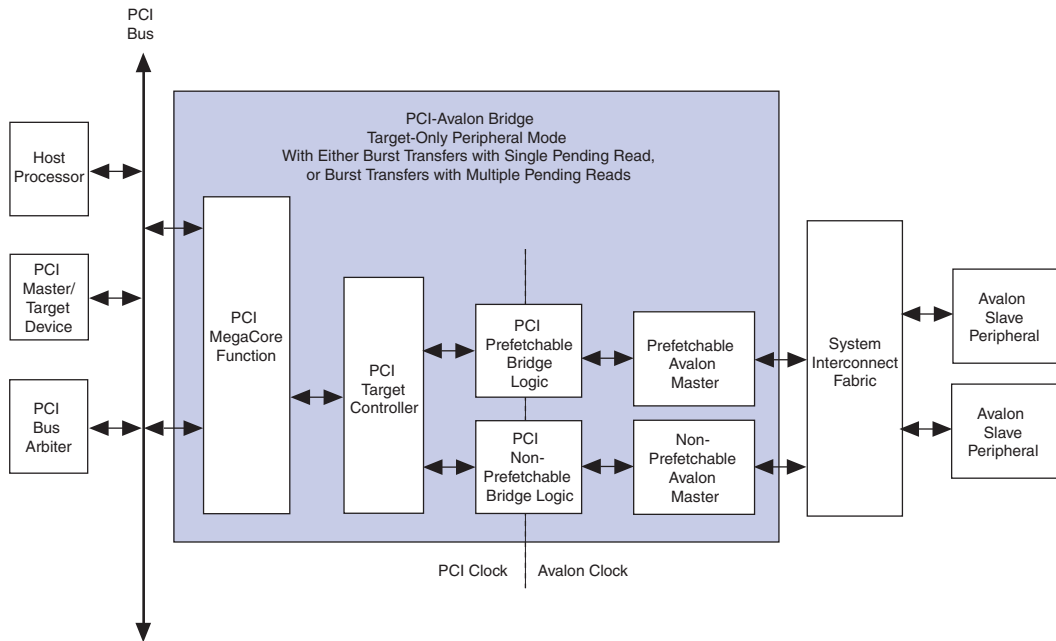 PCI
Bus
PCI-Avalon Bridge
Target-Only Peripheral Mode
With Either Burst Transfers with Single Pending Read,
or Burst Transfers with Multiple Pending Reads
Host
Processor
PCI
Master/
Target
Device
PCI
Bus
Arbiter
PCI
MegaCore
Function
PCI
Target
Controller
PCI
Prefetchable
Bridge
Logic
Prefetchable
Avalon
Master
PCI
Non-
Prefetchable
Bridge Logic
Non-
Prefetchable
Avalon
Master
System
Interconnect
Fabric
Avalon
Slave
Peripheral
Avalon
Slave
Peripheral
PCI Clock
Avalon Clock